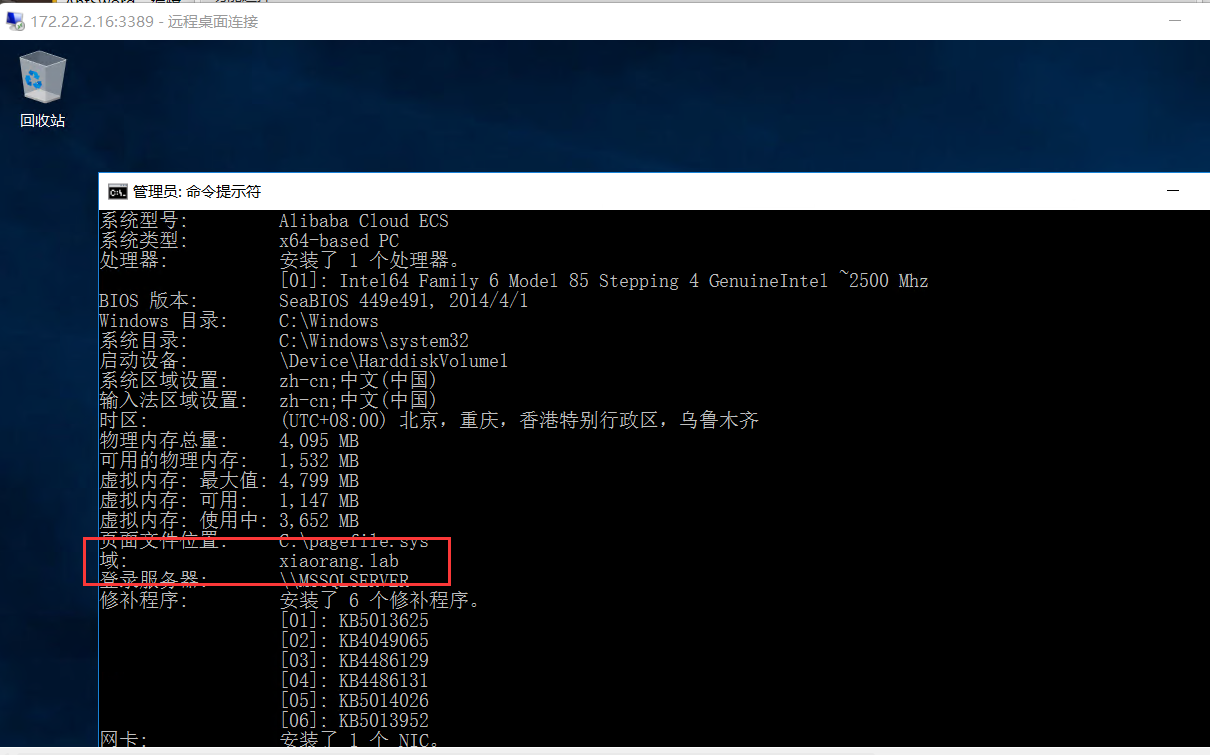 172.22.2.16:3389 - 远程桌面连接
回收站
管理员: 命令提示符
系统型号: Alibaba Cloud ECS
系统类型: x64-based PC
处理器: 安装了 1 个处理器。
[01]: Intel64 Family 6 Model 85 Stepping 4 GenuineIntel ~2500 Mhz
BIOS 版本: SeaBIOS 449e491, 2014/4/1
Windows 目录: C:\Windows
系统目录: C:\Windows\system32
启动设备: \Device\HarddiskVolume1
系统区域设置: zh-cn;中文(中国)
输入法区域设置: zh-cn;中文(中国)
时区: (UTC+08:00) 北京，重庆，香港特别行政区，乌鲁木齐
物理内存总量: 4,095 MB
可用的物理内存: 1,532 MB
虚拟内存: 最大值: 4,799 MB
虚拟内存: 可用: 1,147 MB
虚拟内存: 使用中: 3,652 MB
页面文件位置: C:\pagefile.sys
域: xiaorang.lab
登录服务器: \\MSSQLSERVER
修补程序: 安装了 6 个修补程序。
[01]: KB5013625
[02]: KB4049065
[03]: KB4486129
[04]: KB4486131
[05]: KB5014026
[06]: KB5013952
网卡: 安装了 1 个 NIC。